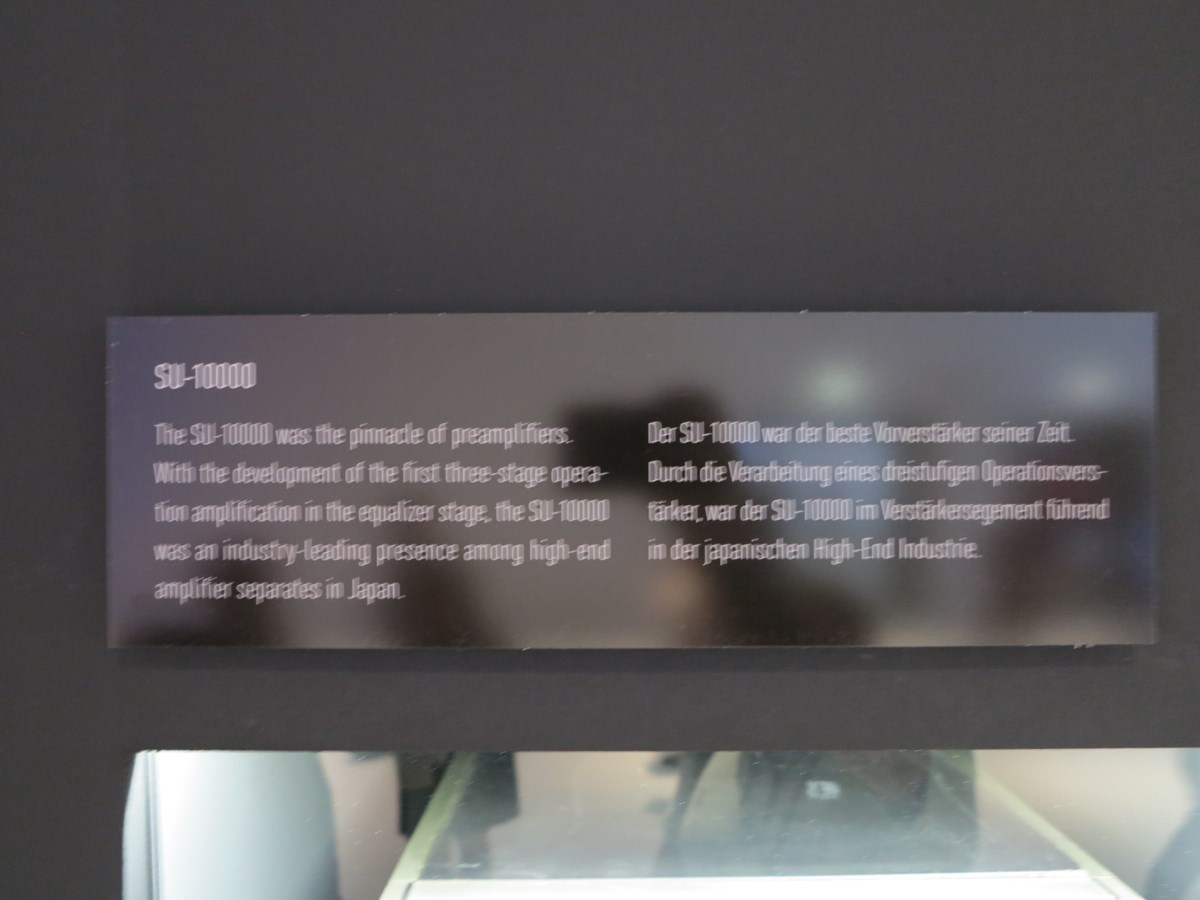 SU-10000
The SU-10000 was the pinnacle of preamplifiers.
With the development of the first three-stage opera-
tion amplification in the equalizer stage, the SU-10000
was an industry-leading presence among high-end
amplifier separates in Japan.
Der SU-10000 war der beste Vorverstärker seiner Zeit.
Durch die Verarbeitung eines dreistufigen Operationsvers-
tärker, war der SU-10000 im Verstärkersegement führend
in der japanischen High-End Industrie.